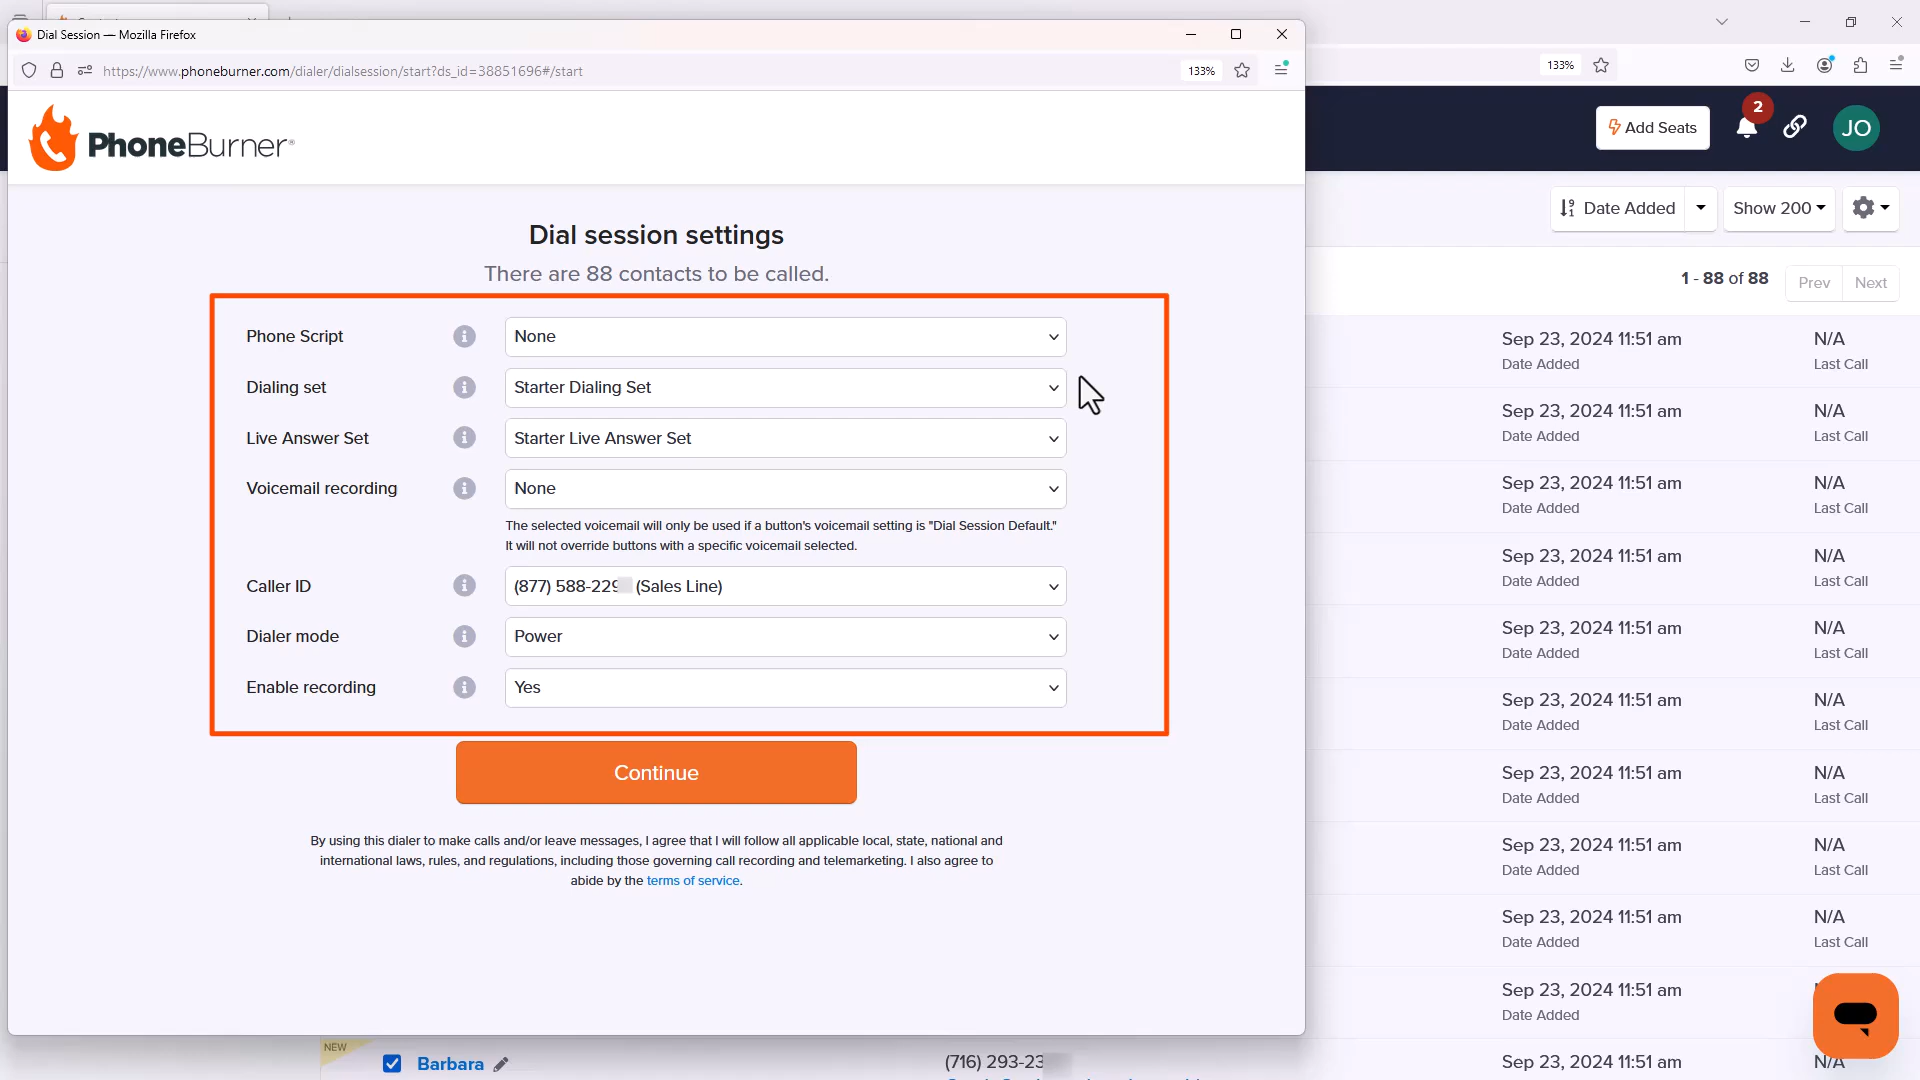 Dial Session — Mozilla Firefox
https://www.phoneburner.com/dialer/dialsession/start?ds_id=38851696#/start
133%
133%
PhoneBurner®
Add Seats
2
JO
Date Added
Show 200
1 - 88 of 88
Prev
Next
Dial session settings
There are 88 contacts to be called.
Phone Script
None
Dialing set
Starter Dialing Set
Live Answer Set
Starter Live Answer Set
Voicemail recording
None
The selected voicemail will only be used if a button's voicemail setting is "Dial Session Default."
It will not override buttons with a specific voicemail selected.
Caller ID
(877) 588-229 (Sales Line)
Dialer mode
Power
Enable recording
Yes
Continue
By using this dialer to make calls and/or leave messages, I agree that I will follow all applicable local, state, national and
international laws, rules, and regulations, including those governing call recording and telemarketing. I also agree to
abide by the terms of service.
Sep 23, 2024 11:51 am N/A
Date Added Last Call
Sep 23, 2024 11:51 am N/A
Date Added Last Call
Sep 23, 2024 11:51 am N/A
Date Added Last Call
Sep 23, 2024 11:51 am N/A
Date Added Last Call
Sep 23, 2024 11:51 am N/A
Date Added Last Call
Sep 23, 2024 11:51 am N/A
Date Added Last Call
Sep 23, 2024 11:51 am N/A
Date Added Last Call
Sep 23, 2024 11:51 am N/A
Date Added Last Call
Sep 23, 2024 11:51 am N/A
Date Added Last Call
Sep 23, 2024 11:51 am
Date Added
NEW
Barbara
(716) 293-23
Sep 23, 2024 11:51 am N/A